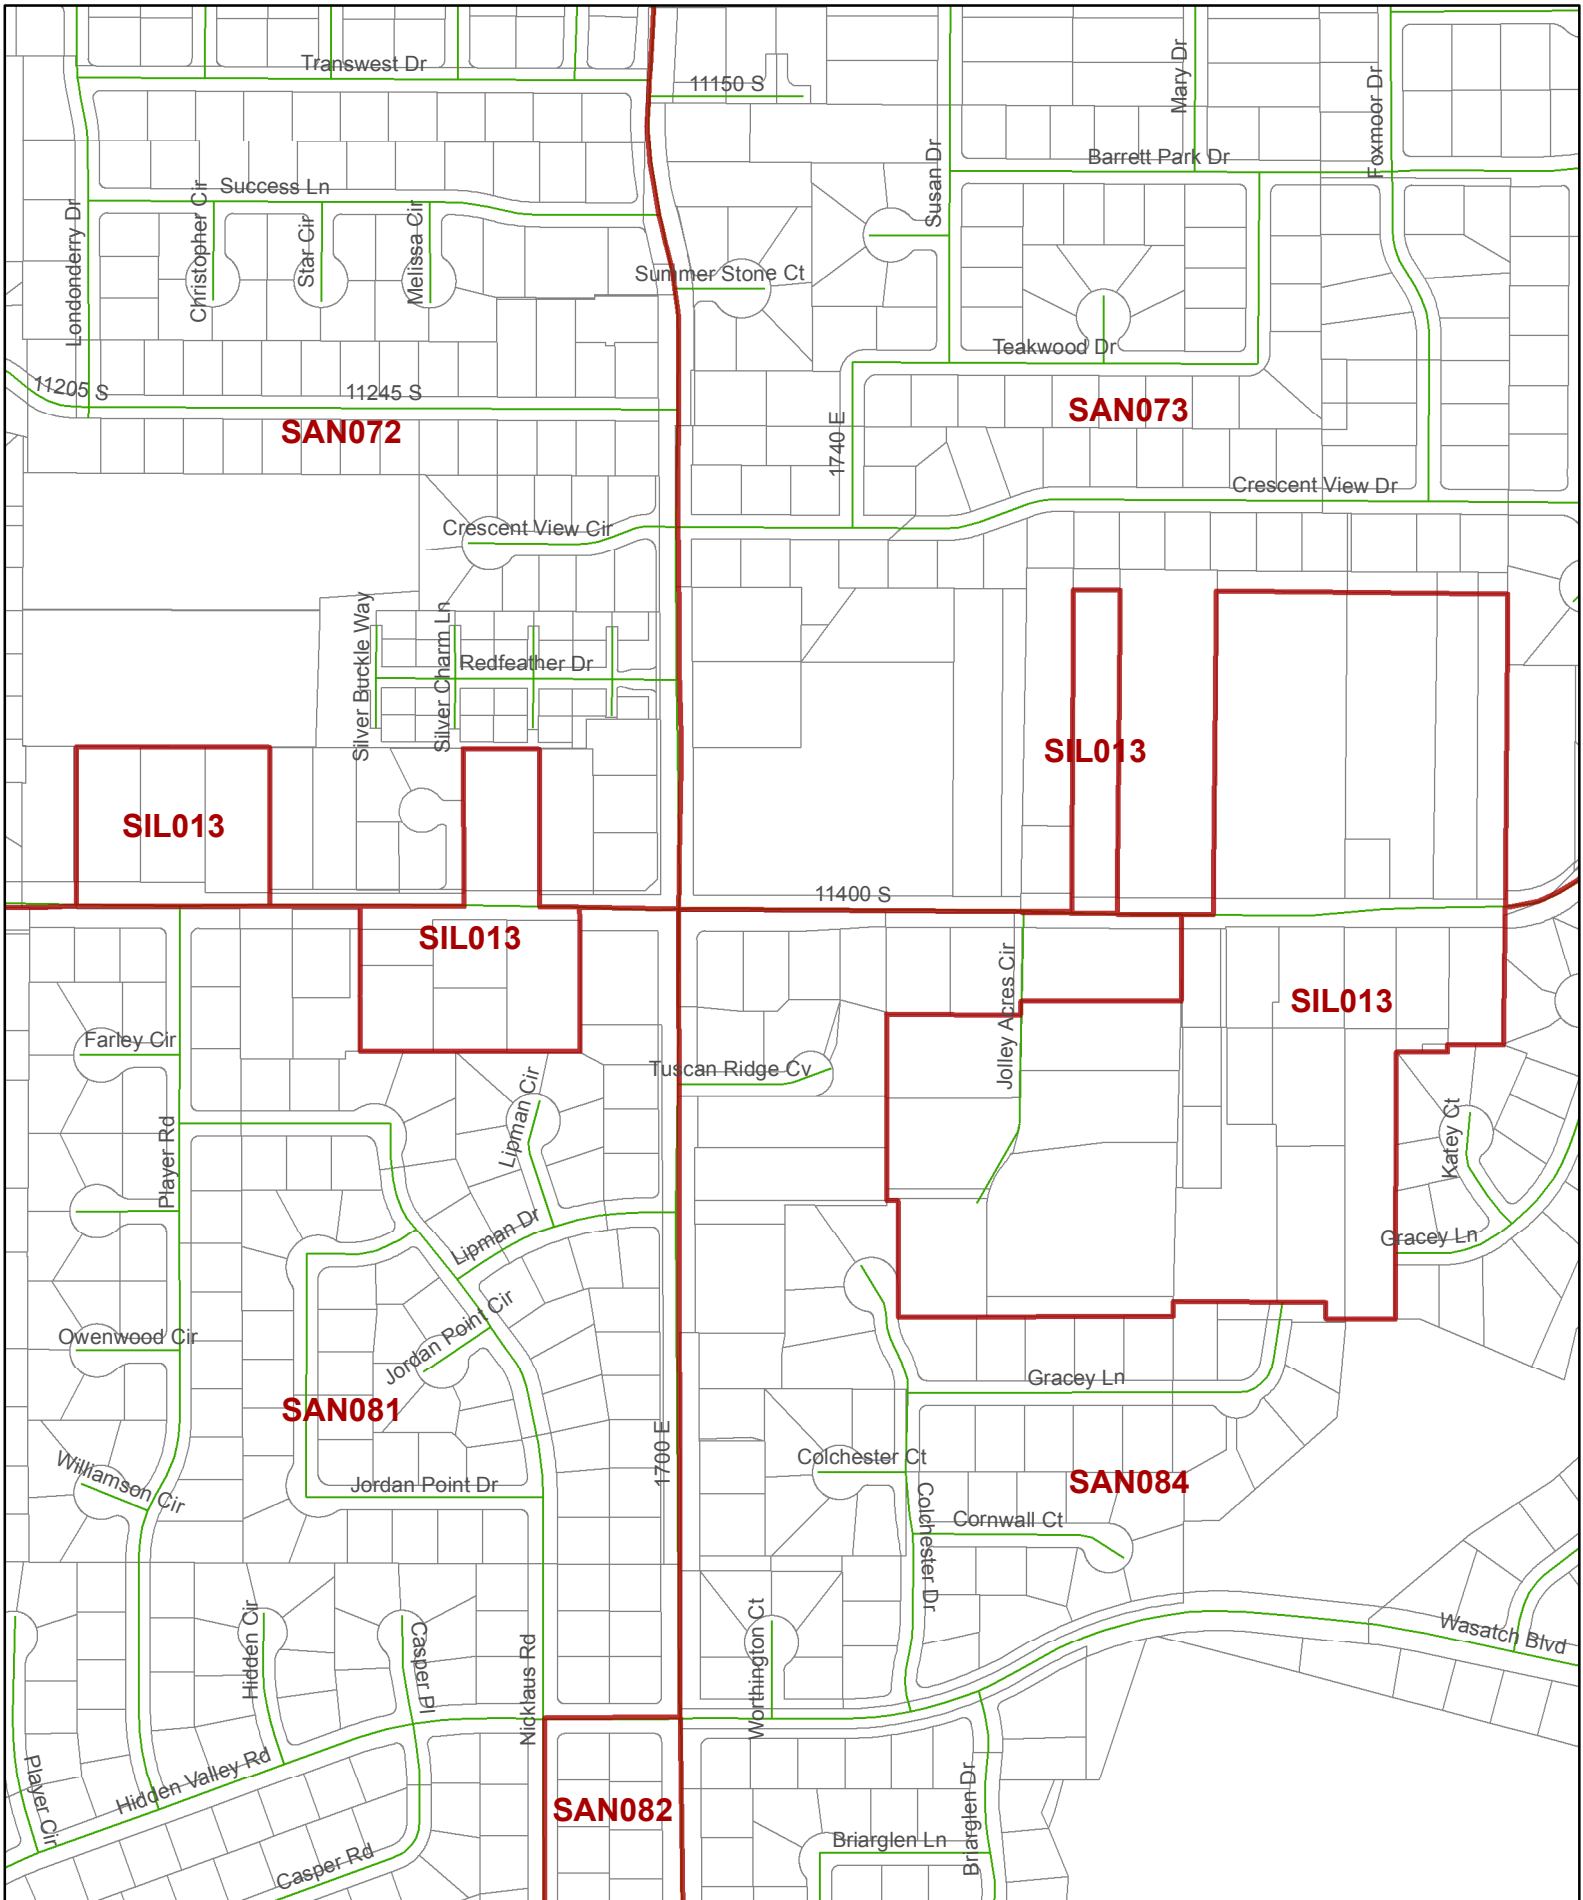 Transwest Dr
11150 S
Mary Dr
Foxmoor Dr
Susan Dr
Barrett Park Dr
Success Ln
Londonderry Dr
Christopher Cir
Star Cir
Melissa Cir
Summer Stone Ct
Teakwood Dr
11205 S
11245 S
SAN072
SAN073
1740 E
Crescent View Dr
Crescent View Cir
Silver Buckle Way
Silver Charm Ln
Redfeather Dr
SIL013
SIL013
11400 S
SIL013
SIL013
Jolley Acres Cir
Farley Cir
Tuscan Ridge Cv
Lipman Cir
Player Rd
Katey Ct
Lipman Dr
Gracey Ln
Owenwood Cir
Jordan Point Cir
Gracey Ln
SAN081
1700 E
Colchester Ct
Williamson Cir
Jordan Point Dr
SAN084
Colchester Dr
Cornwall Ct
Hidden Cir
Casper Pl
Nicklaus Rd
Worthington Ct
Wasatch Blvd
Player Cir
Hidden Valley Rd
SAN082
Briarglen Dr
Briarglen Ln
Casper Rd